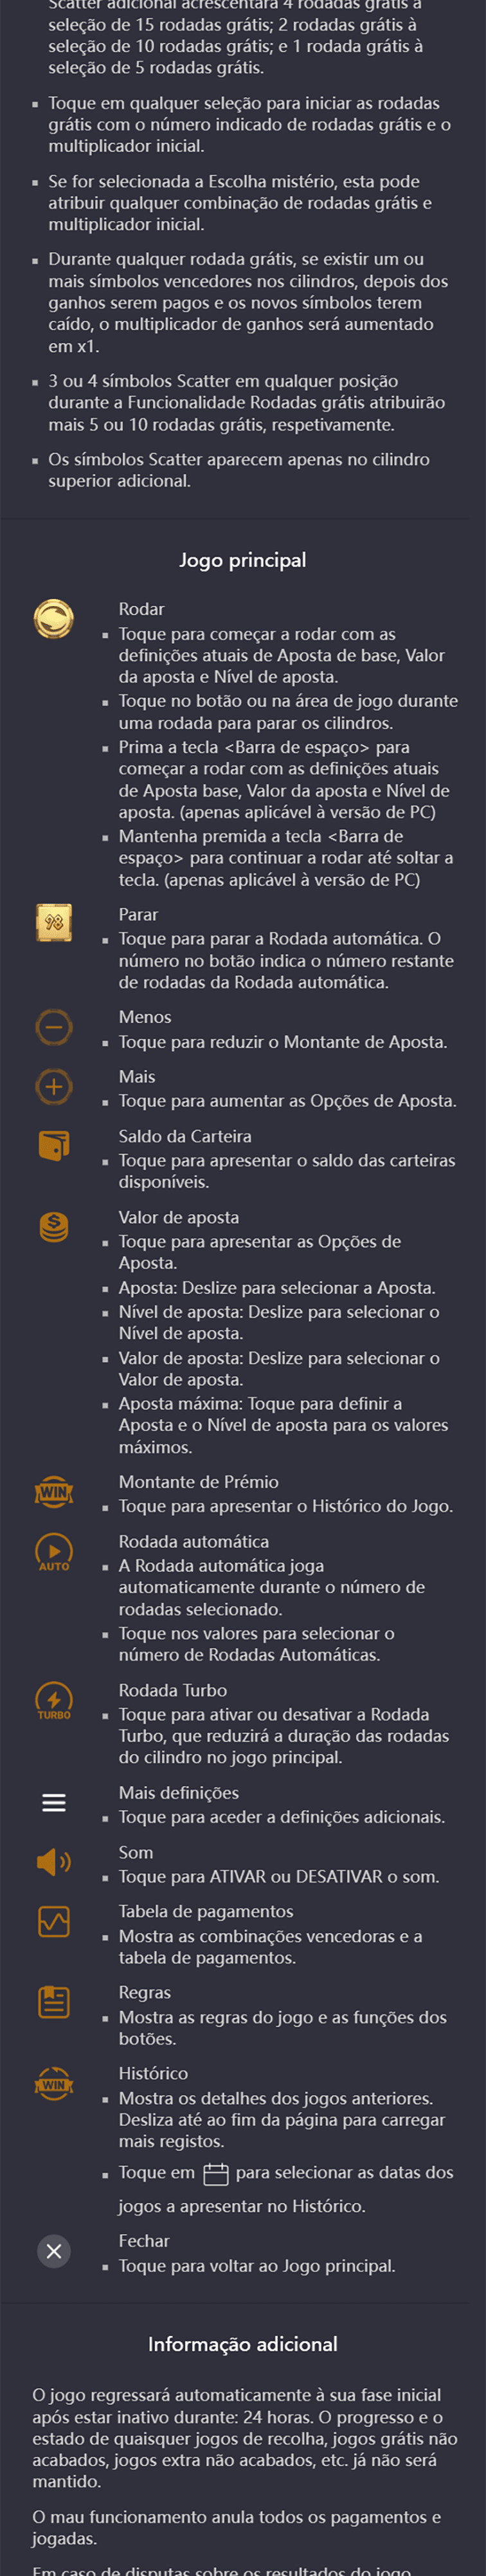 Scatter adicional acrescentará 4 rodadas grátis à
seleção de 15 rodadas grátis; 2 rodadas grátis à
seleção de 10 rodadas grátis; e 1 rodada grátis à
seleção de 5 rodadas grátis.
Toque em qualquer seleção para iniciar as rodadas
grátis com o número indicado de rodadas grátis e o
multiplicador inicial.
Se for selecionada a Escolha mistério, esta pode
atribuir qualquer combinação de rodadas grátis e
multiplicador inicial.
Durante qualquer rodada grátis, se existir um ou
mais símbolos vencedores nos cilindros, depois dos
ganhos serem pagos e os novos símbolos terem
caído, o multiplicador de ganhos será aumentado
em x1.
3 ou 4 símbolos Scatter em qualquer posição
durante a Funcionalidade Rodadas grátis atribuirão
mais 5 ou 10 rodadas grátis, respetivamente.
Os símbolos Scatter aparecem apenas no cilindro
superior adicional.
Jogo principal
Rodar
Toque para começar a rodar com as
definições atuais de Aposta de base, Valor
da aposta e Nível de aposta.
Toque no botão ou na área de jogo durante
uma rodada para parar os cilindros.
Prima a tecla <Barra de espaço> para
começar a rodar com as definições atuais
de Aposta base, Valor da aposta e Nível de
aposta. (apenas aplicável à versão de PC)
Mantenha premida a tecla <Barra de
espaço> para continuar a rodar até soltar a
tecla. (apenas aplicável à versão de PC)
98
Parar
Toque para parar a Rodada automática. O
número no botão indica o número restante
de rodadas da Rodada automática.
Menos
Toque para reduzir o Montante de Aposta.
Mais
Toque para aumentar as Opções de Aposta.
Saldo da Carteira
Toque para apresentar o saldo das carteiras
disponíveis.
Valor de aposta
Toque para apresentar as Opções de
Aposta.
Aposta: Deslize para selecionar a Aposta.
Nível de aposta: Deslize para selecionar o
Nível de aposta.
Valor de aposta: Deslize para selecionar o
Valor de aposta.
Aposta máxima: Toque para definir a
Aposta e o Nível de aposta para os valores
máximos.
WIN
Montante de Prémio
Toque para apresentar o Histórico do Jogo.
AUTO
Rodada automática
A Rodada automática joga
automaticamente durante o número de
rodadas selecionado.
Toque nos valores para selecionar o
número de Rodadas Automáticas.
TURBO
Rodada Turbo
Toque para ativar ou desativar a Rodada
Turbo, que reduzirá a duração das rodadas
do cilindro no jogo principal.
Mais definições
Toque para aceder a definições adicionais.
Som
Toque para ATIVAR ou DESATIVAR o som.
Tabela de pagamentos
Mostra as combinações vencedoras e a
tabela de pagamentos.
Regras
Mostra as regras do jogo e as funções dos
botões.
WIN
Histórico
Mostra os detalhes dos jogos anteriores.
Desliza até ao fim da página para carregar
mais registos.
Toque em para selecionar as datas dos
jogos a apresentar no Histórico.
Fechar
Toque para voltar ao Jogo principal.
Informação adicional
O jogo regressará automaticamente à sua fase inicial
após estar inativo durante: 24 horas. O progresso e o
estado de quaisquer jogos de recolha, jogos grátis não
acabados, jogos extra não acabados, etc. já não será
mantido.
O mau funcionamento anula todos os pagamentos e
jogadas.
Em caso de disputas sobre os resultados do jogo